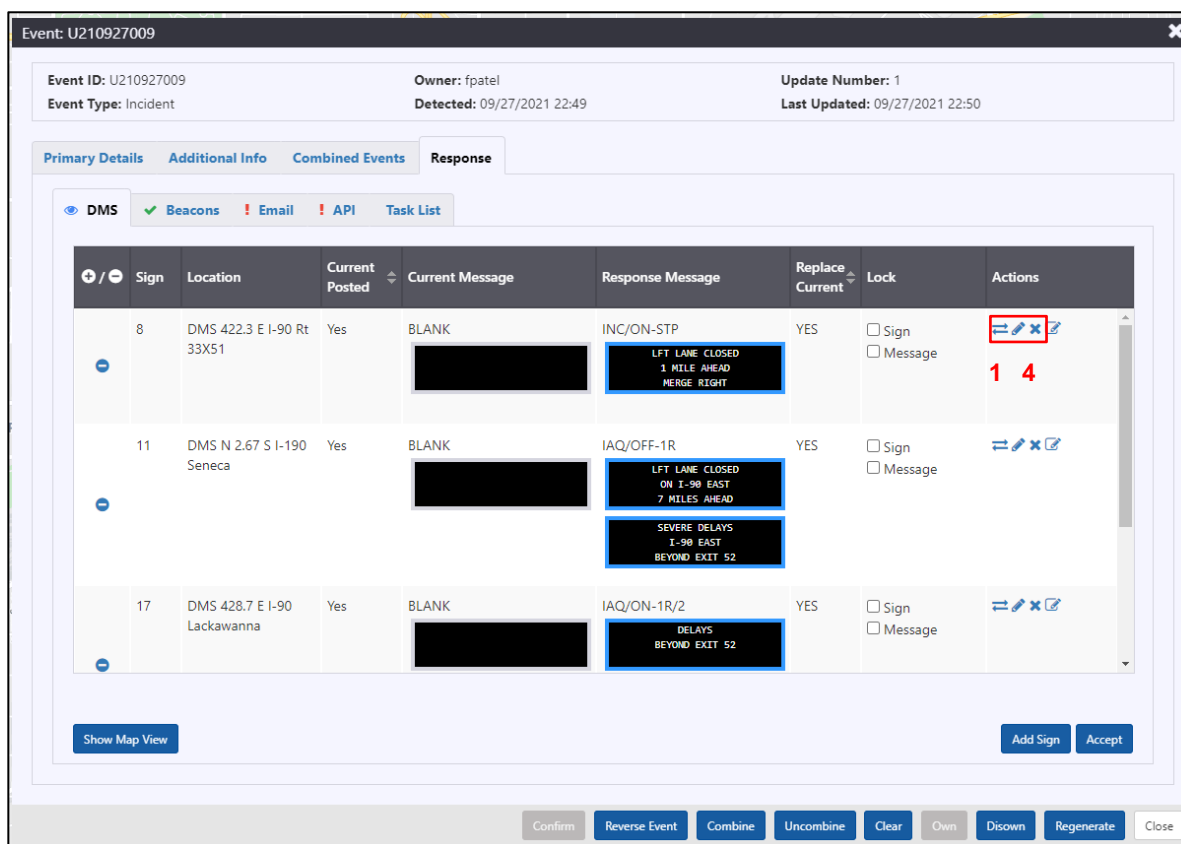 Event: U210927009
Event ID: U210927009 Owner: fpatel Update Number: 1
Event Type: Incident Detected: 09/27/2021 22:49 Last Updated: 09/27/2021 22:50
Primary Details Additional Info Combined Events Response
DMS Beacons ! Email ! API Task List
+ / - Sign Location Current Posted Current Message Response Message Replace Current Lock Actions
8 DMS 422.3 E I-90 Rt Yes BLANK INC/ON-STP YES Sign
33X51 Message
LFT LANE CLOSED
1 MILE AHEAD
MERGE RIGHT
1 4
11 DMS N 2.67 S I-190 Yes BLANK IAQ/OFF-1R YES Sign
Seneca Message
LFT LANE CLOSED
ON I-90 EAST
7 MILES AHEAD
SEVERE DELAYS
I-90 EAST
BEYOND EXIT 52
17 DMS 428.7 E I-90 Yes BLANK IAQ/ON-1R/2 YES Sign
Lackawanna Message
DELAYS
BEYOND EXIT 52
Show Map View Add Sign Accept
Confirm Reverse Event Combine Uncombine Clear Own Disown Regenerate Close